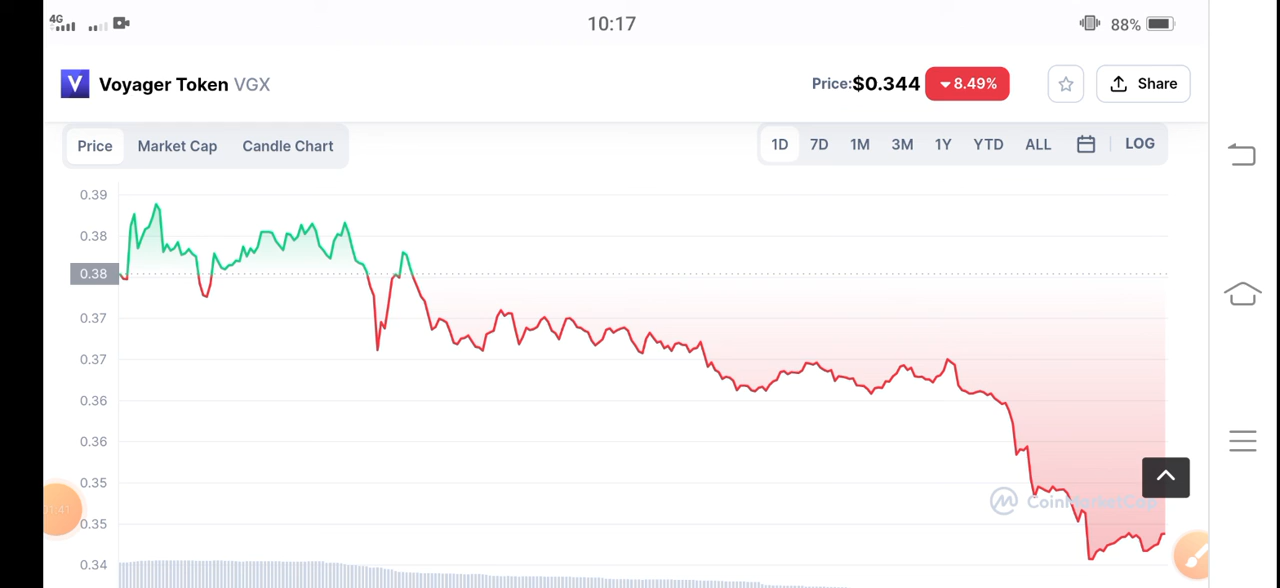 4G 10:17 88%
V Voyager Token VGX Price:$0.344 8.49% Share
Price Market Cap Candle Chart 1D 7D 1M 3M 1Y YTD ALL LOG
0.39
0.38
0.38
0.37
0.37
0.36
0.36
0.35
CoinMarketCap
01:41
0.35
0.34